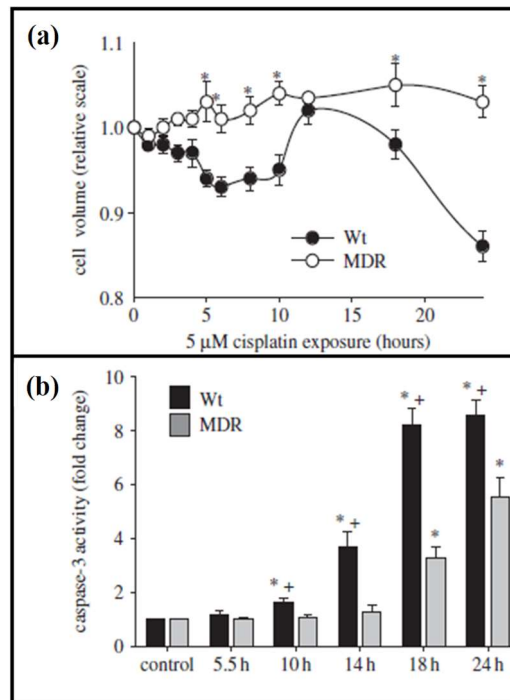 (a)
1.1
1.0
0.9
0.8
cell volume (relative scale)
* * * * * *
Wt
MDR
0 5 10 15 20
5 µM cisplatin exposure (hours)
(b)
10
8
6
4
2
0
caspase-3 activity (fold change)
Wt
MDR
*+ *+ *+ * *+ *
control 5.5 h 10 h 14 h 18 h 24 h